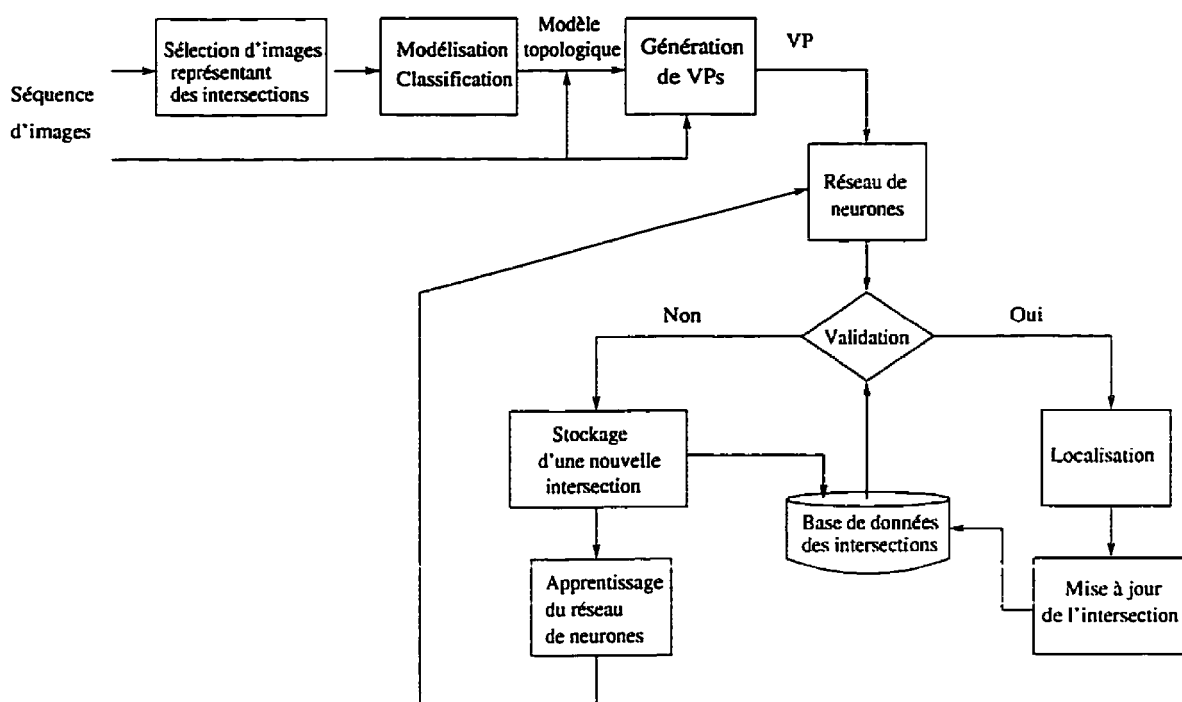 Séquence
d'images
Sélection d'images
représentant
des intersections
Modélisation
Classification
Modèle
topologique
Génération
de VPs
VP
Réseau de
neurones
Non
Validation
Oui
Stockage
d'une nouvelle
intersection
Localisation
Base de données
des intersections
Apprentissage
du réseau
de neurones
Mise à jour
de l'intersection